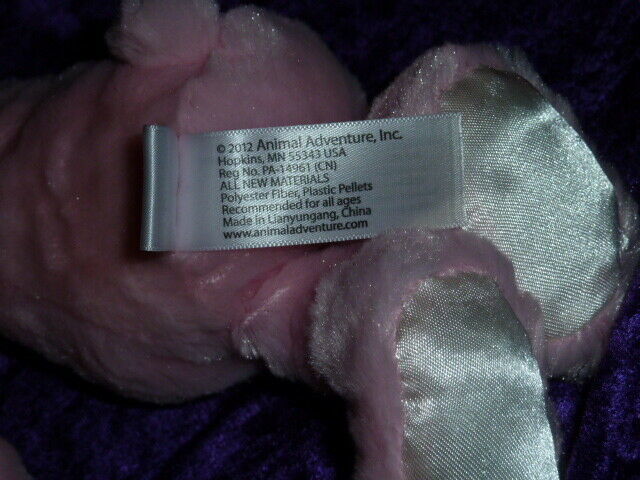 © 2012 Animal Adventure, Inc.
Hopkins, MN 55343 USA
Reg No. PA-14961 (CN)
ALL NEW MATERIALS
Polyester Fiber, Plastic Pellets
Recommended for all ages
Made in Lianyungang, China
www.animaladventure.com